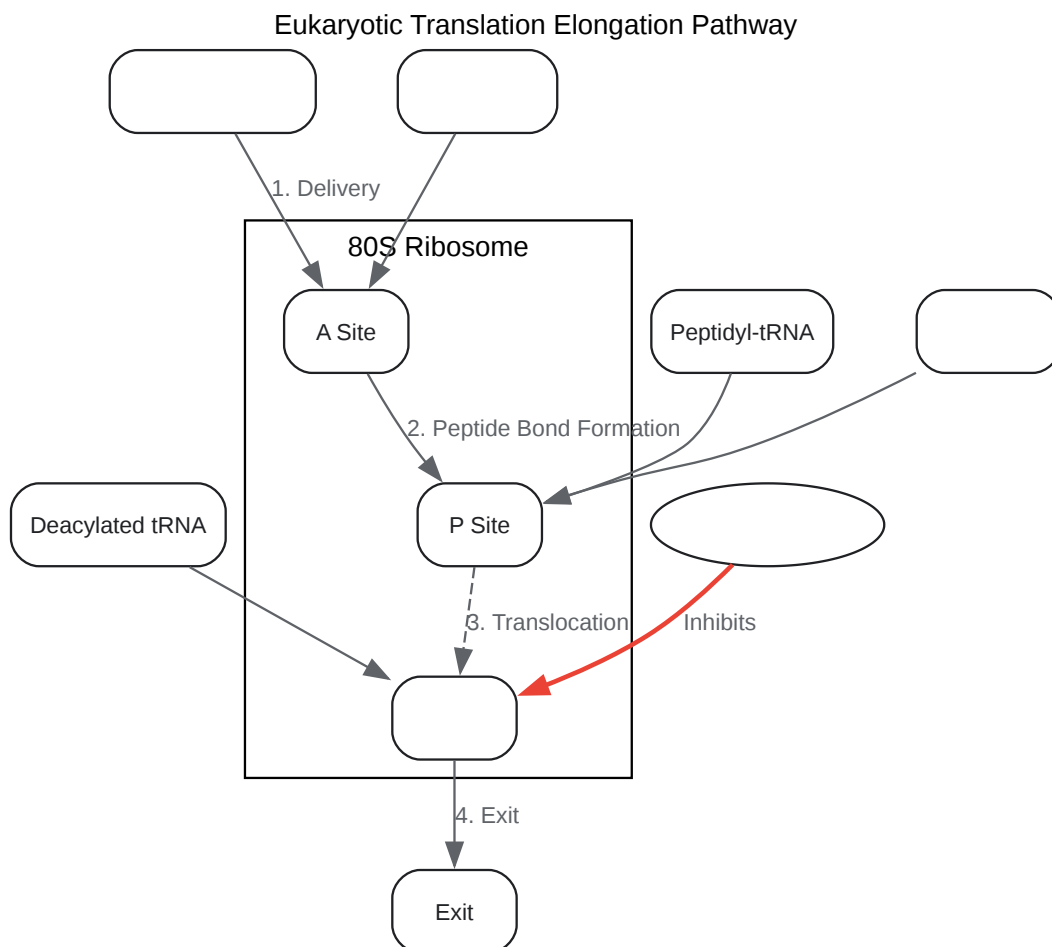 Eukaryotic Translation Elongation Pathway
1. Delivery
80S Ribosome
A Site
Peptidyl-tRNA
2. Peptide Bond Formation
Deacylated tRNA
P Site
3. Translocation
Inhibits
4. Exit
Exit